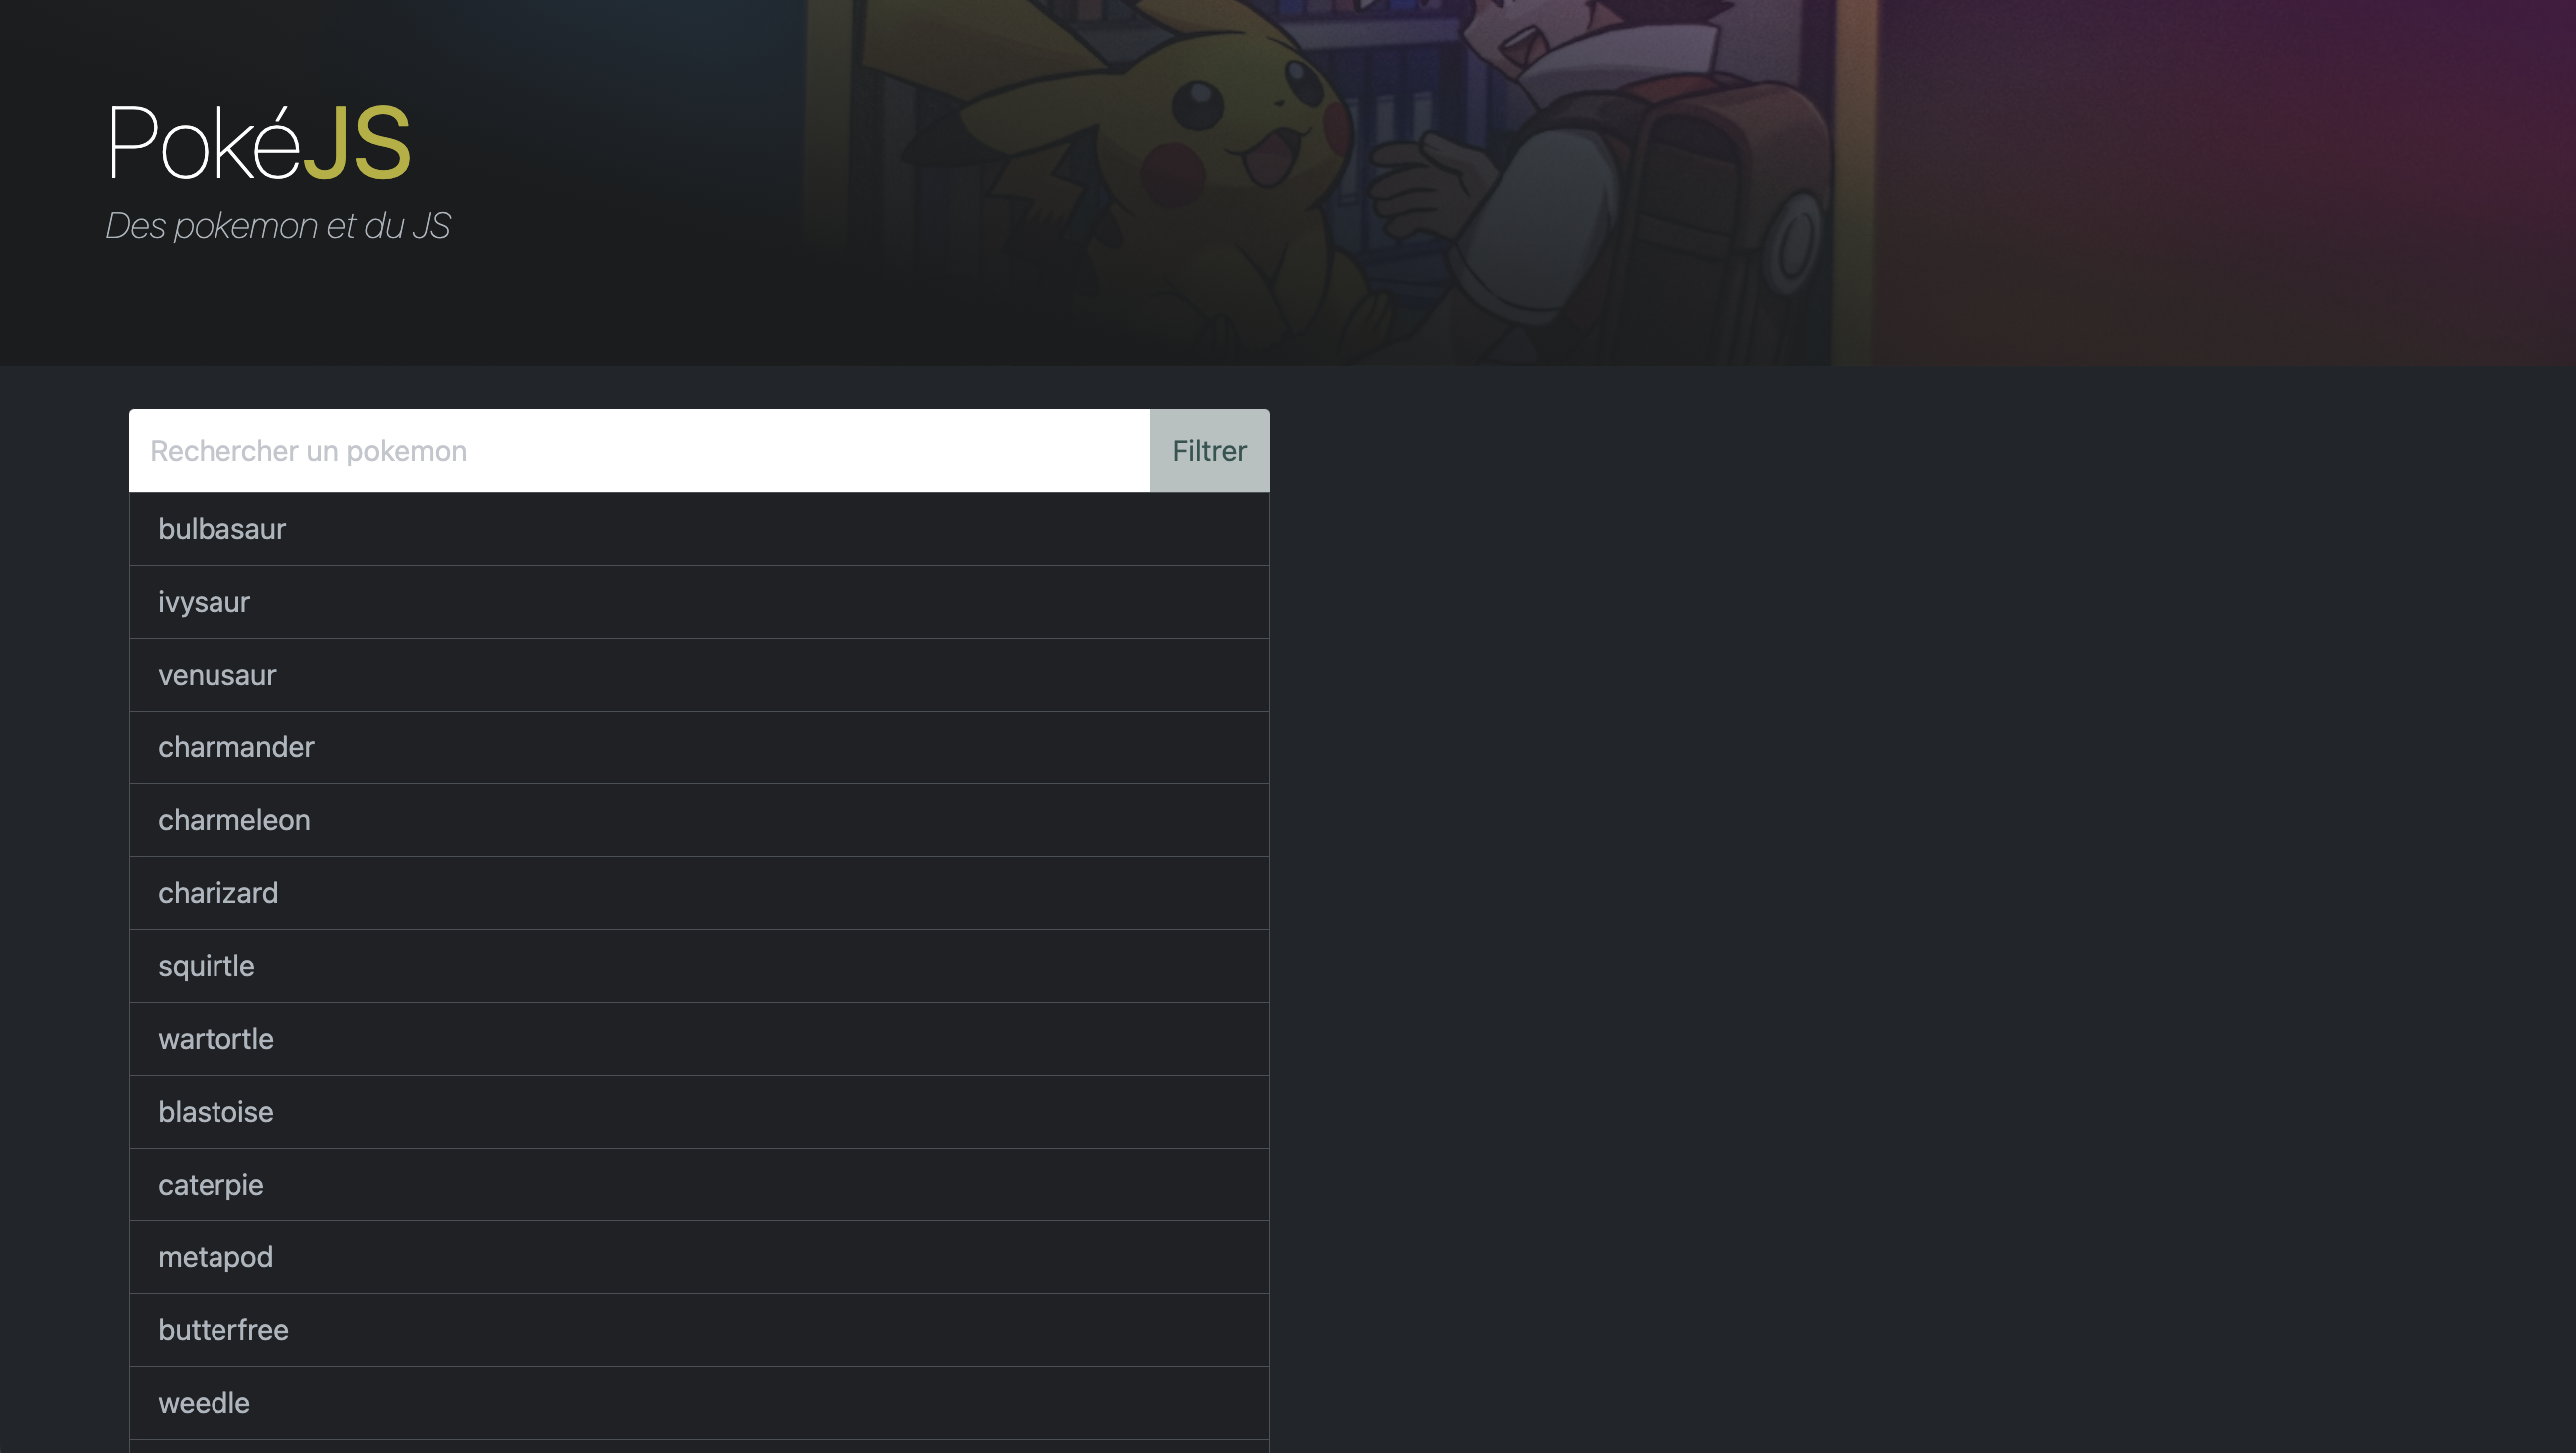 PokéJS
Des pokemon et du JS
Rechercher un pokemon
Filtrer
bulbasaur
ivysaur
venusaur
charmander
charmeleon
charizard
squirtle
wartortle
blastoise
caterpie
metapod
butterfree
weedle